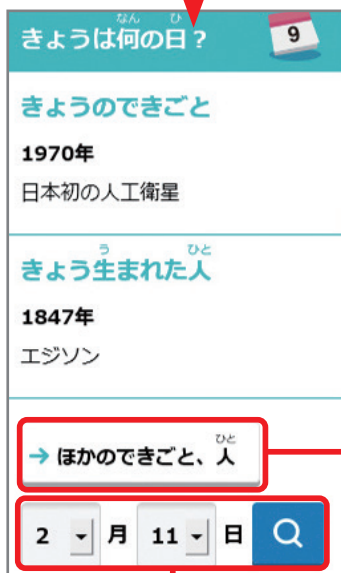 きょうは何の日？
9
きょうのできごと
1970年
日本初の人工衛星
きょう生まれた人
1847年
エジソン
→ ほかのできごと、人
2 月 11 日